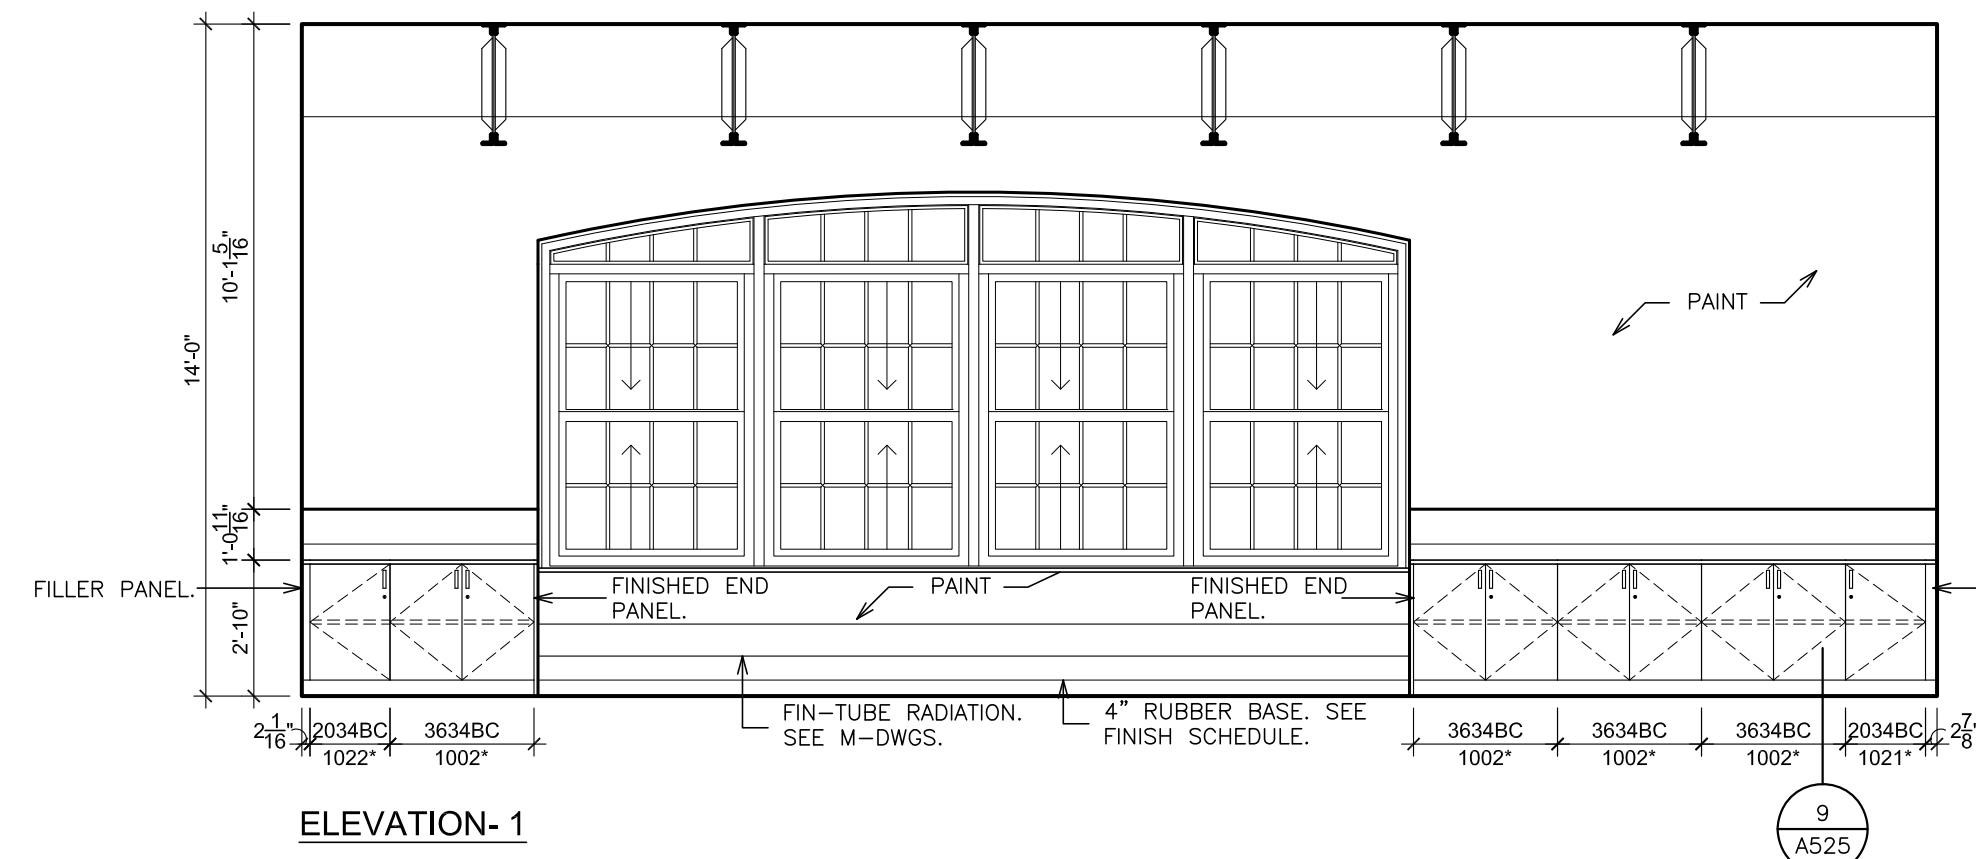 14'-0"
10'-1 5/16"
1'-0 11/16"
2'-10"
PAINT
FILLER PANEL.
FINISHED END
PANEL.
PAINT
FINISHED END
PANEL.
FIN-TUBE RADIATION.
SEE M-DWGS.
4" RUBBER BASE. SEE
FINISH SCHEDULE.
2 1/16"
2034BC
1022*
3634BC
1002*
3634BC
1002*
3634BC
1002*
3634BC
1002*
2034BC
1021*
2 7/8"
ELEVATION- 1
9
A525